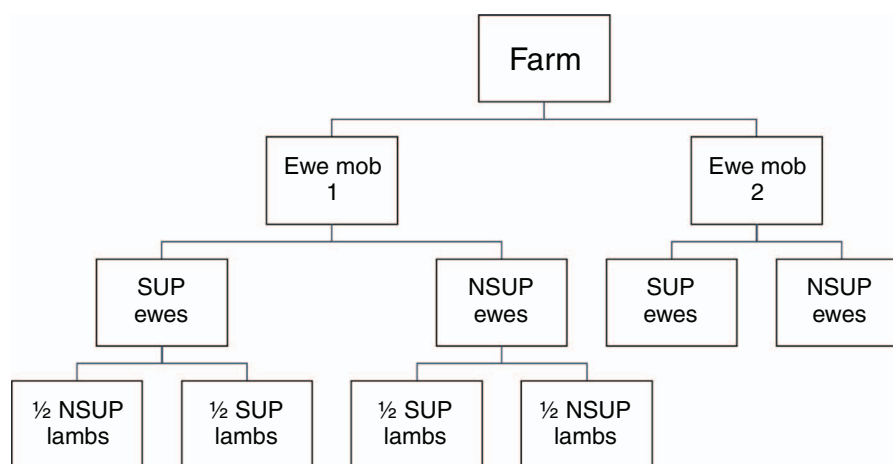 Farm
Ewe mob
1
Ewe mob
2
SUP
ewes
NSUP
ewes
SUP
ewes
NSUP
ewes
½ NSUP
lambs
½ SUP
lambs
½ SUP
lambs
½ NSUP
lambs